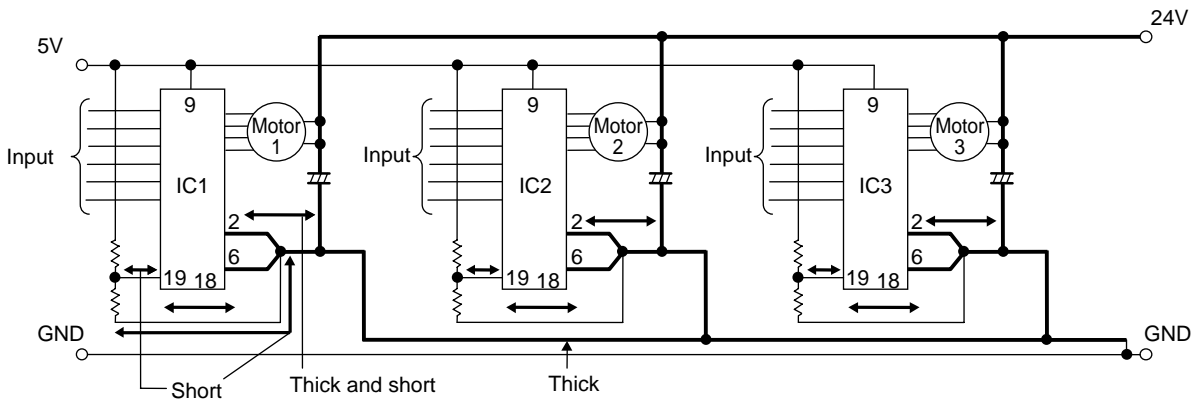 24V
5V
9
9
9
Motor
1
Motor
2
Motor
3
Input
Input
Input
IC1
IC2
IC3
2
2
2
6
6
6
19 18
19 18
19 18
GND
GND
Short
Thick and short
Thick